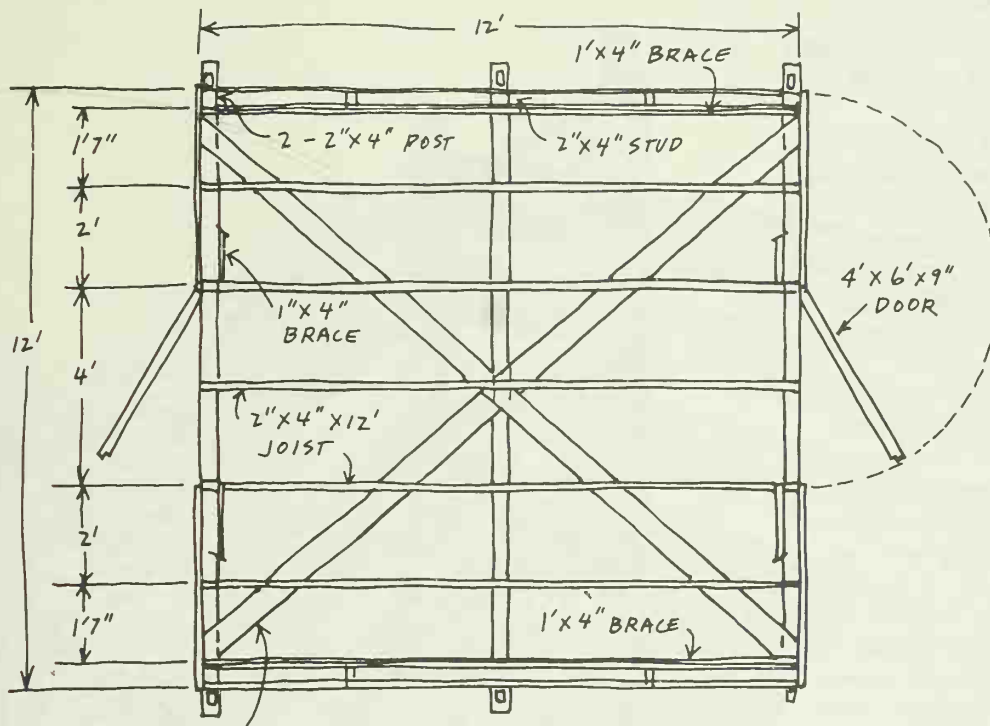 12'
1'X4" BRACE
2-2"X4" POST
2"X4" STUD
1'7"
2'
4'X6'X9"
DOOR
1"X4"
BRACE
12'
4'
2"X4"X12'
JOIST
2'
1'X4" BRACE
1'7"